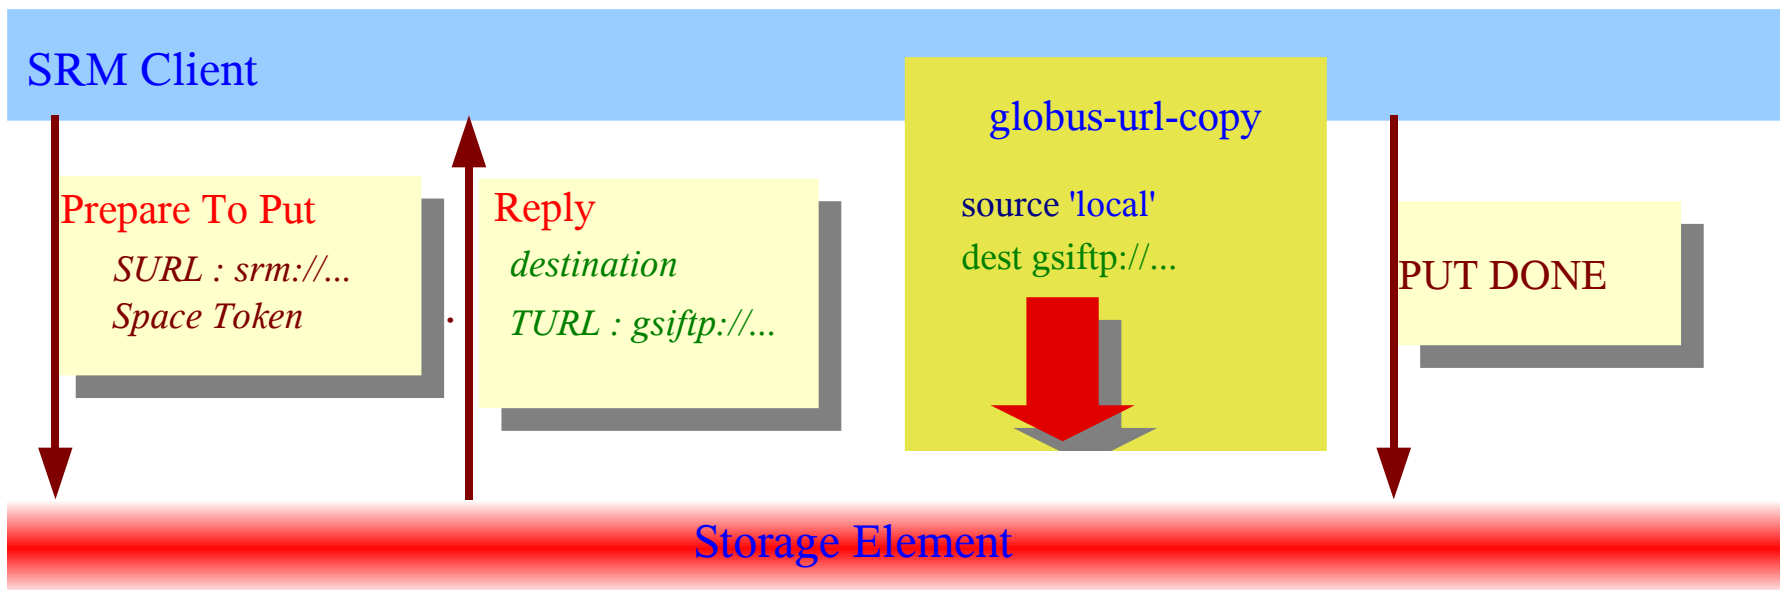 SRM Client
Prepare To Put
SURL : srm://...
Space Token
.
Reply
destination
TURL : gsiftp://...
globus-url-copy
source 'local'
dest gsiftp://...
PUT DONE
Storage Element